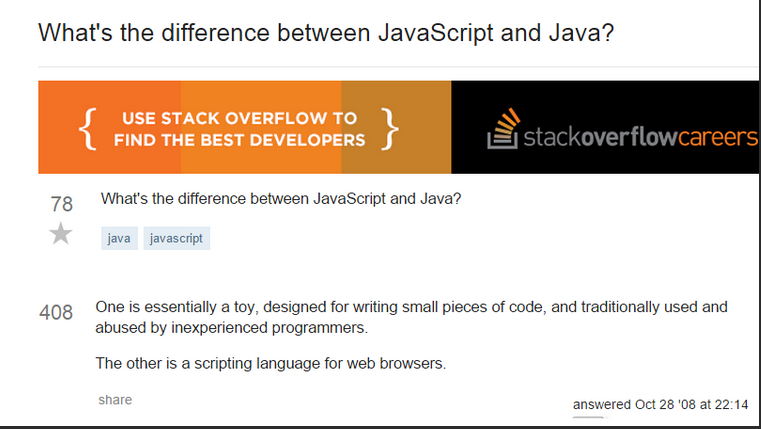 What's the difference between JavaScript and Java?
{ USE STACK OVERFLOW TO
FIND THE BEST DEVELOPERS }
stackoverflowcareers
78
What's the difference between JavaScript and Java?
java javascript
408
One is essentially a toy, designed for writing small pieces of code, and traditionally used and
abused by inexperienced programmers.
The other is a scripting language for web browsers.
share
answered Oct 28 '08 at 22:14